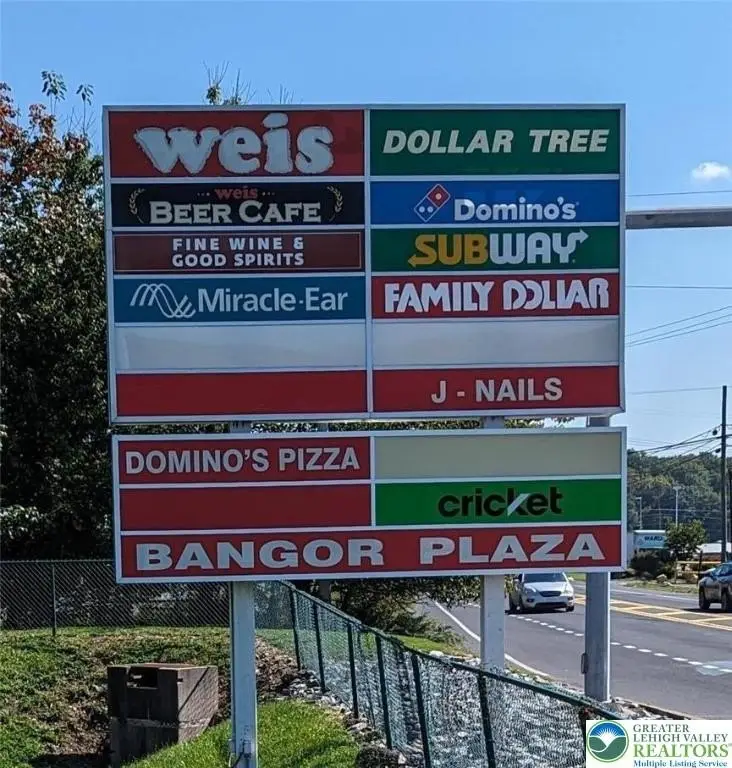 weis
weis
BEER CAFE
FINE WINE &
GOOD SPIRITS
Miracle-Ear
DOLLAR TREE
Domino's
SUBWAY
FAMILY DOLLAR
J - NAILS
DOMINO'S PIZZA
cricket
BANGOR PLAZA
GREATER
LEHIGH VALLEY
REALTORS®
Multiple Listing Service